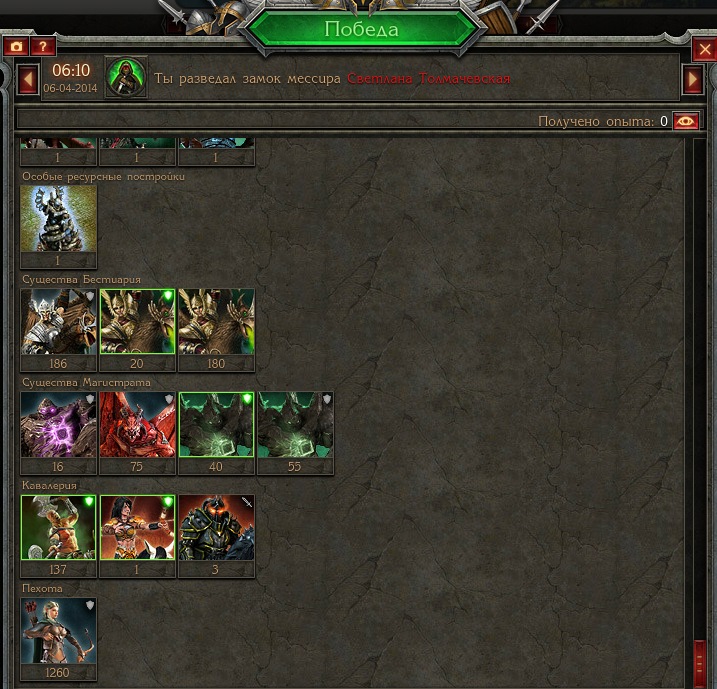 Победа
?
06:10
06-04-2014
Ты разведал замок мессира Светлана Толмачевская
Получено опыта: 0
1 1 1
Особые ресурсные постройки
1
Существа Бестиария
186 20 180
Существа Магистрата
16 75 40 55
Кавалерия
137 1 3
Пехота
1260